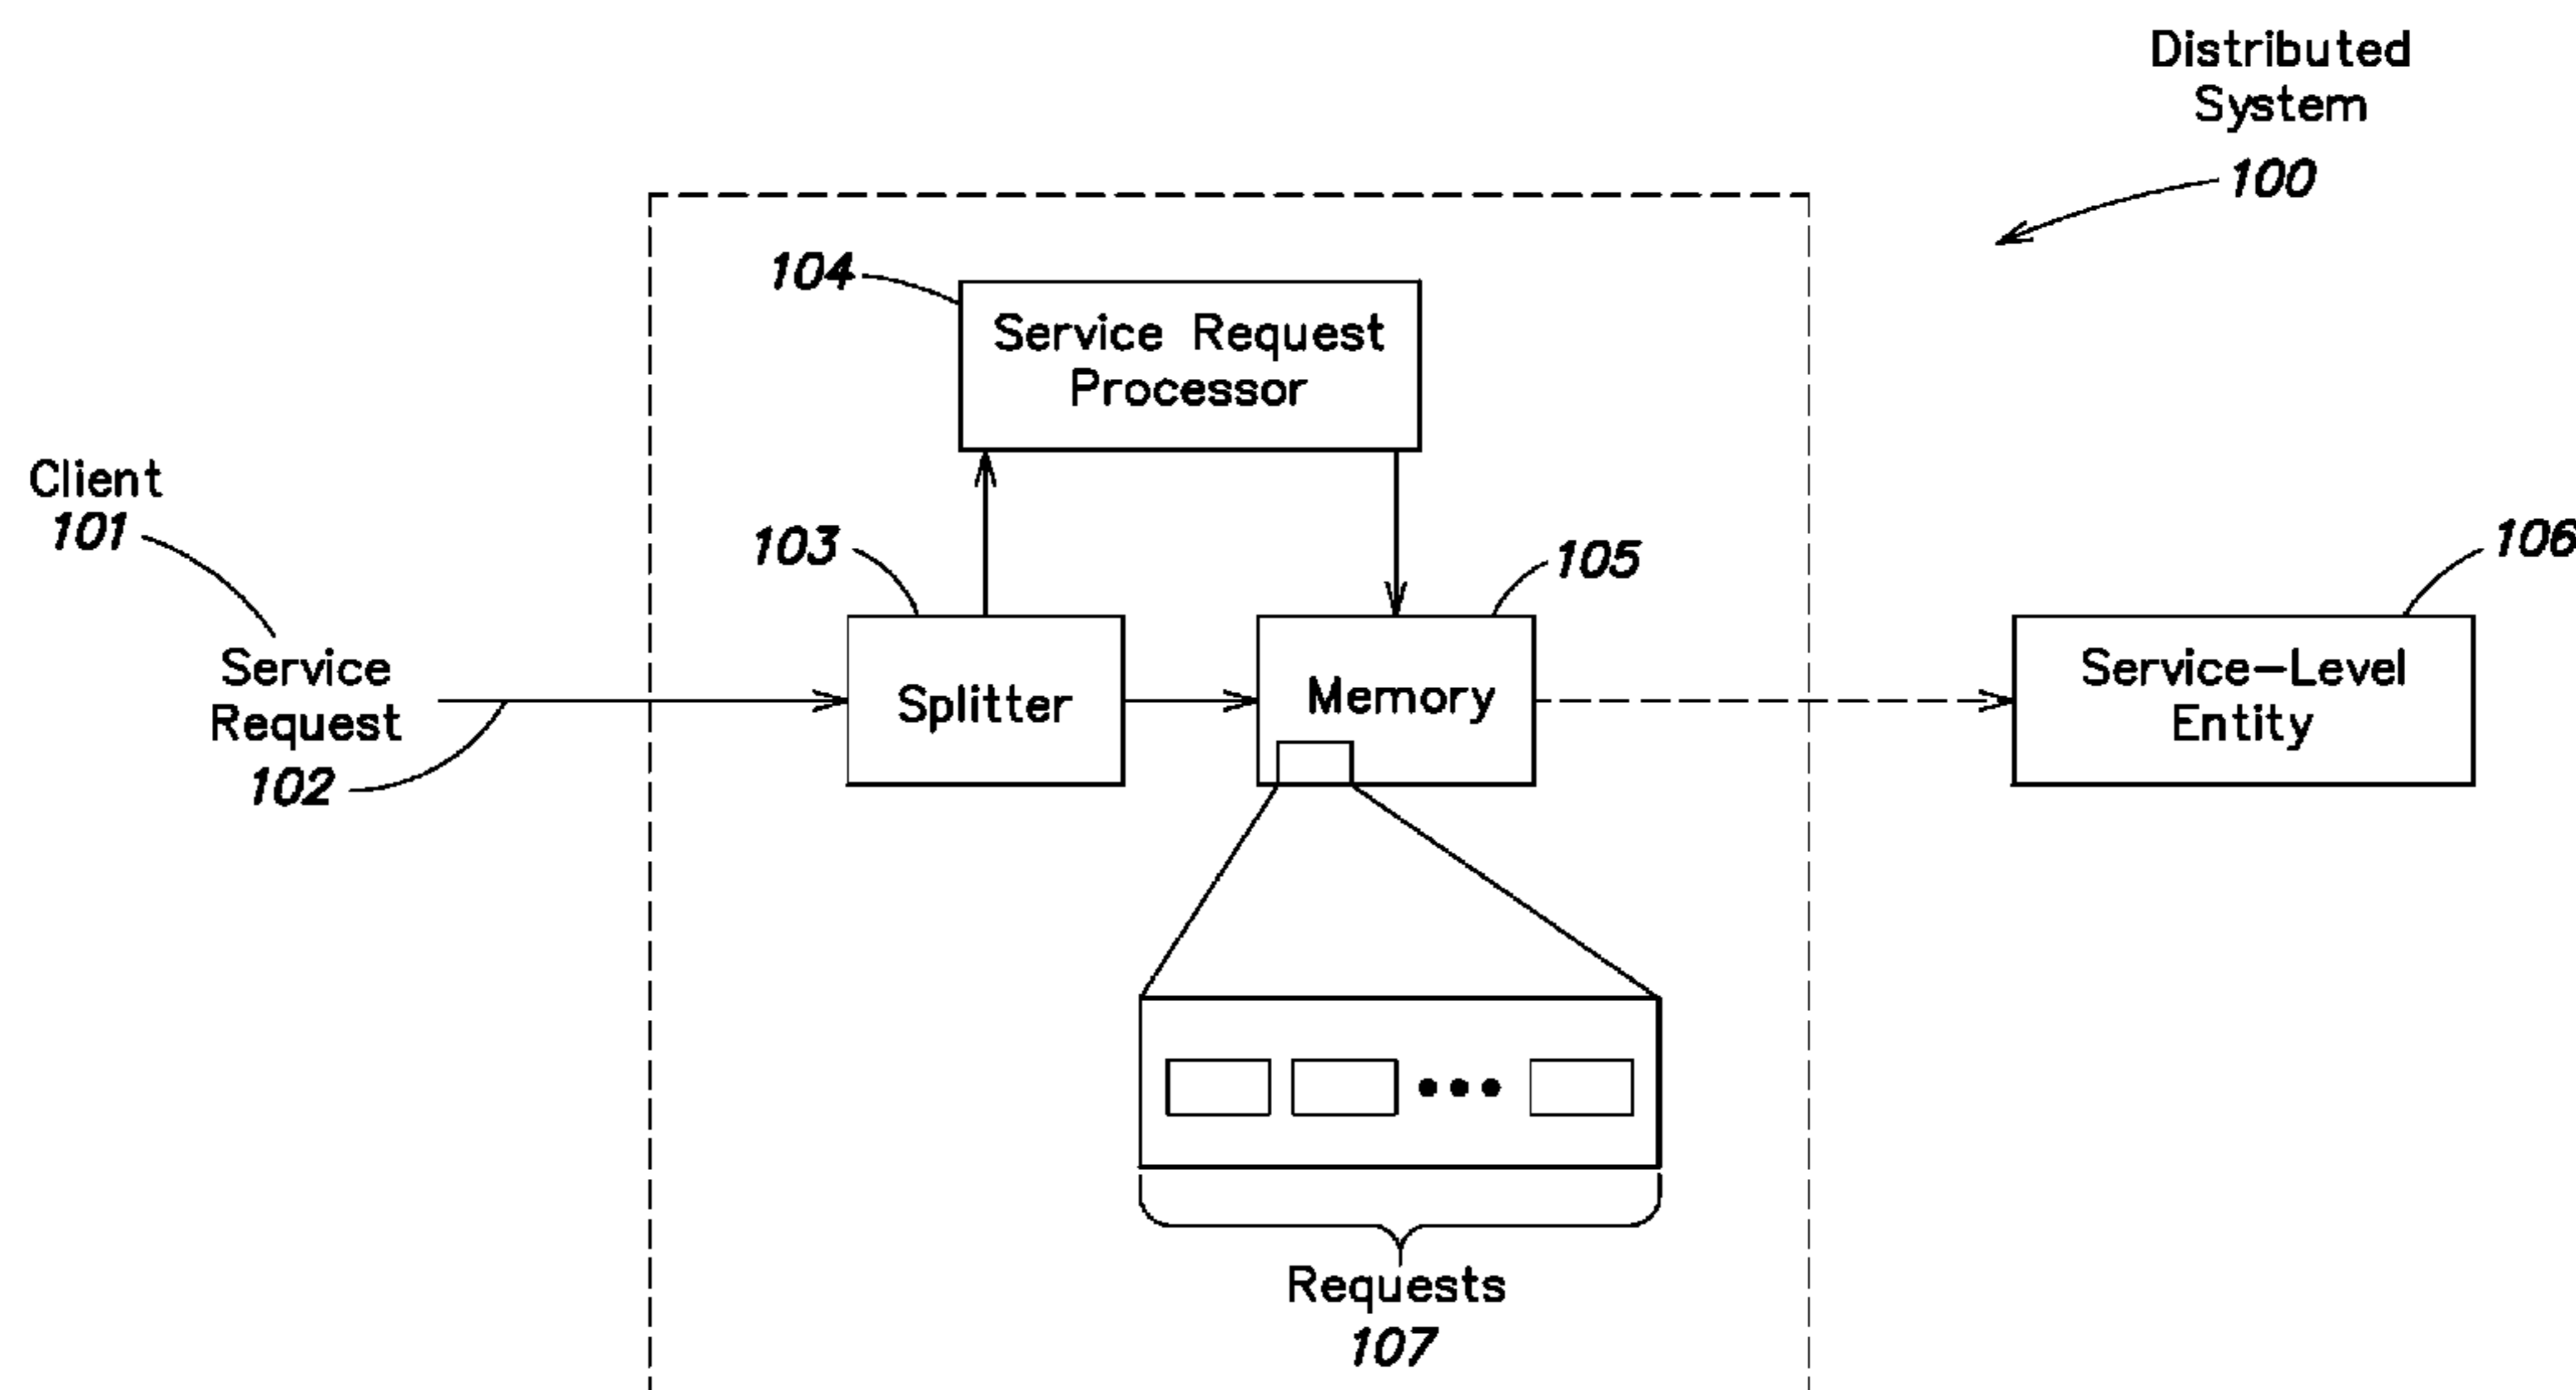 Distributed
System
100
104
Service Request
Processor
Client
101
103
105
106
Service
Request
102
Splitter
Memory
Service-Level
Entity
Requests
107